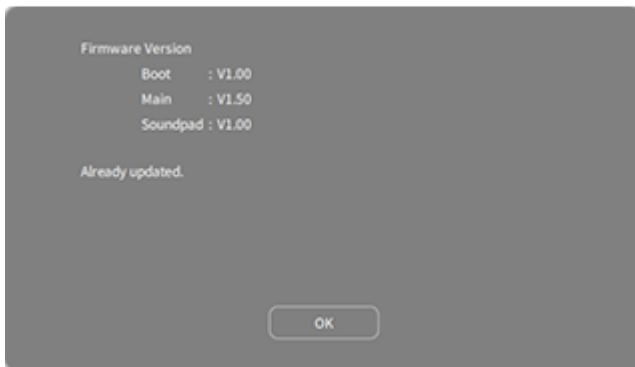 Firmware Version
Boot : V1.00
Main : V1.50
Soundpad : V1.00
Already updated.
OK